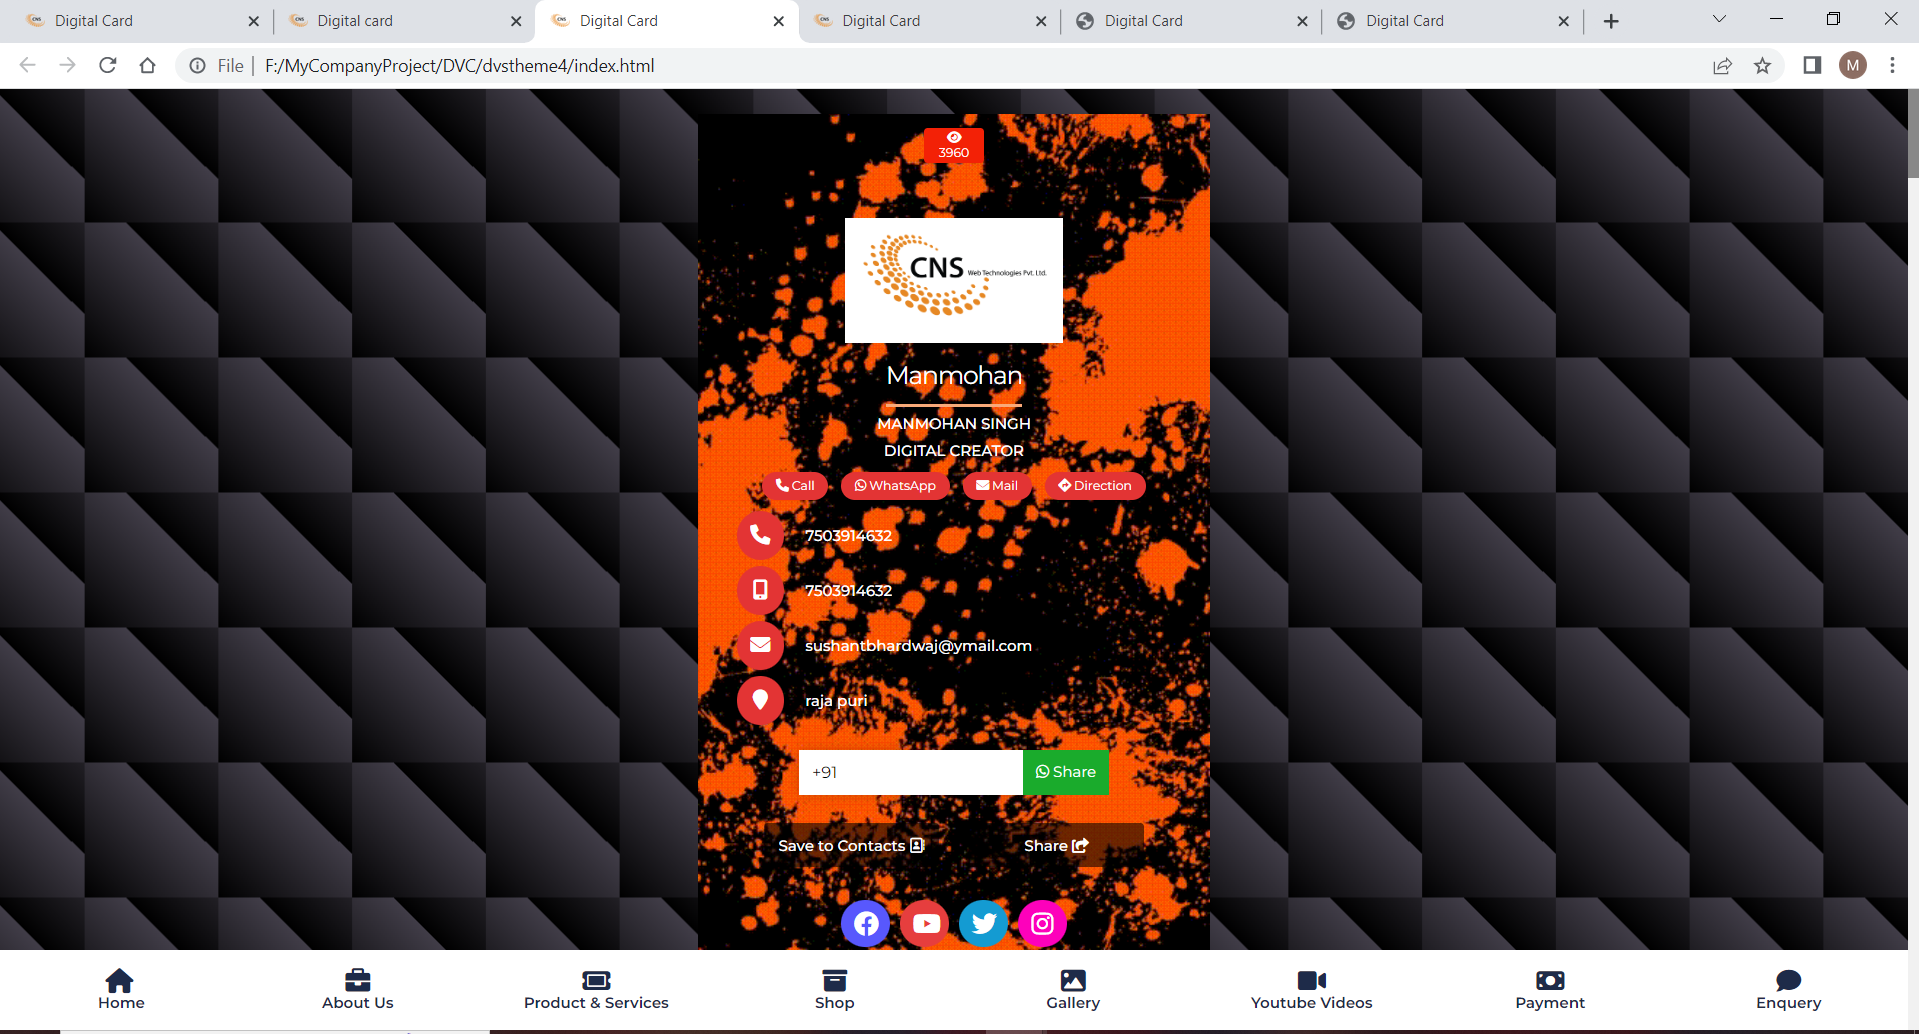 Digital Card
Digital card
Digital Card
Digital Card
Digital Card
Digital Card
File
F:/MyCompanyProject/DVC/dvstheme4/index.html
M
3960
CNS Web Technologies Pvt. Ltd.
Manmohan
MANMOHAN SINGH
DIGITAL CREATOR
Call WhatsApp Mail Direction
7503914632
7503914632
sushantbhardwaj@ymail.com
raja puri
+91 Share
Save to Contacts Share
Home About Us Product & Services Shop Gallery Youtube Videos Payment Enquery